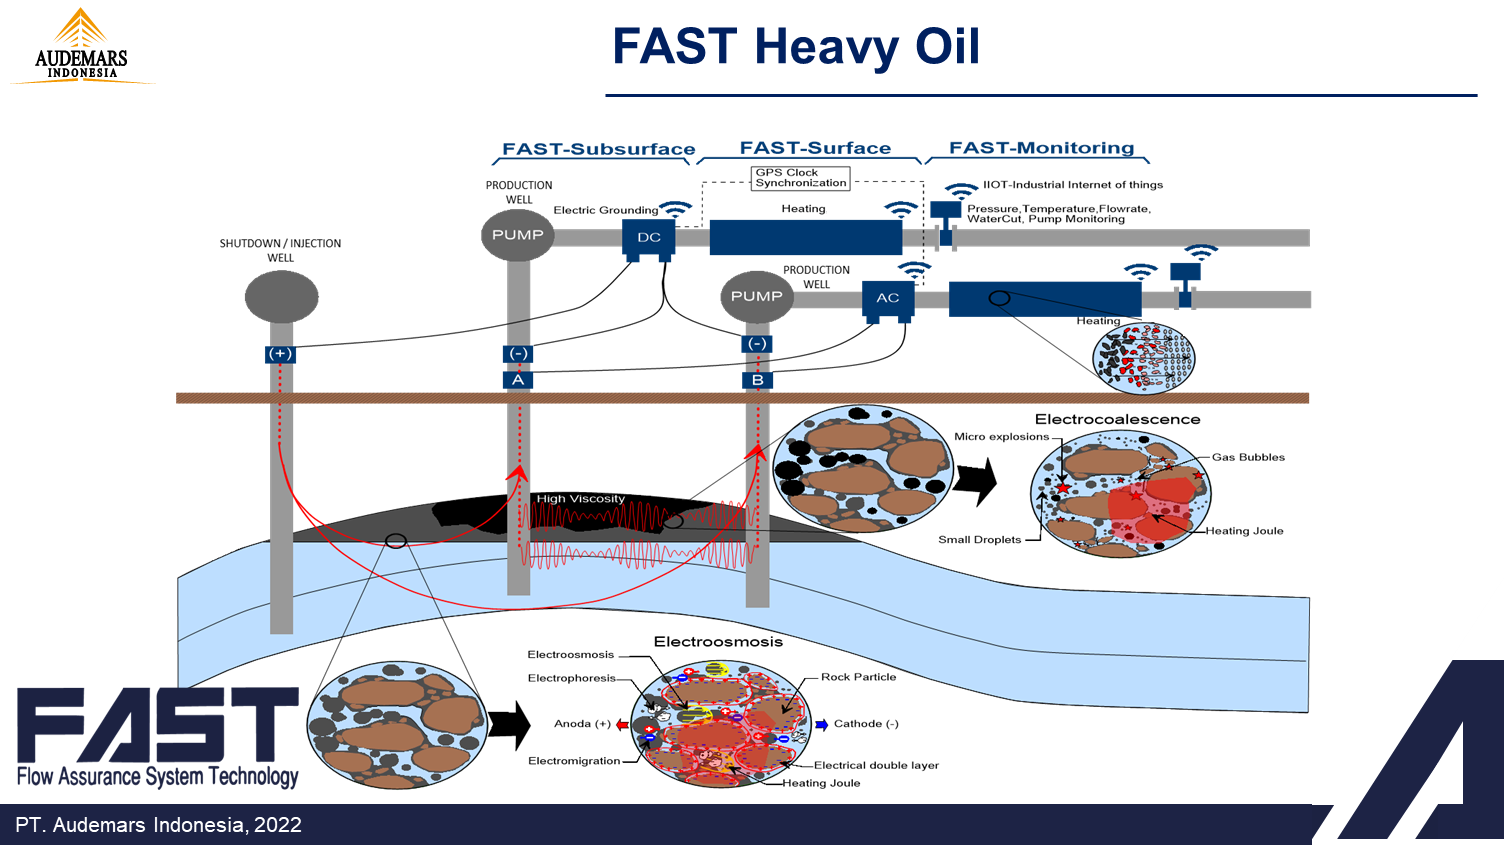 AUDEMARS
INDONESIA
FAST Heavy Oil
FAST-Subsurface
FAST-Surface
FAST-Monitoring
GPS Clock
Synchronization
IIOT-Industrial Internet of things
PRODUCTION
WELL
Electric Grounding
Heating
Pressure,Temperature,Flowrate,
WaterCut, Pump Monitoring
PUMP
DC
SHUTDOWN / INJECTION
WELL
PRODUCTION
WELL
PUMP
AC
Heating
(+)
(-)
(-)
A
B
Electrocoalescence
Micro explosions
Gas Bubbles
High Viscosity
Heating Joule
Small Droplets
Electroosmosis
Electroosmosis
Electrophoresis
Rock Particle
Anoda (+)
Cathode (-)
Electromigration
Electrical double layer
Heating Joule
FAST
Flow Assurance System Technology
PT. Audemars Indonesia, 2022